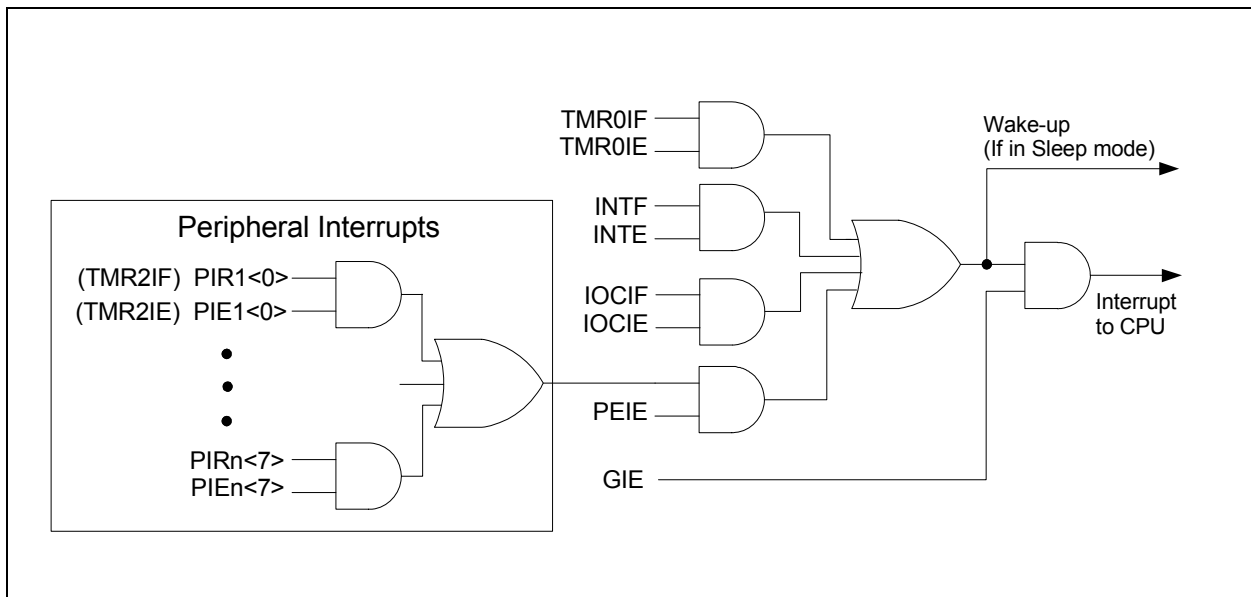 TMR0IF
TMR0IE
Wake-up
(If in Sleep mode)
INTF
INTE
Peripheral Interrupts
(TMR2IF) PIR1<0>
(TMR2IE) PIE1<0>
IOCIF
IOCIE
Interrupt
to CPU
PEIE
PIRn<7>
PIEn<7>
GIE